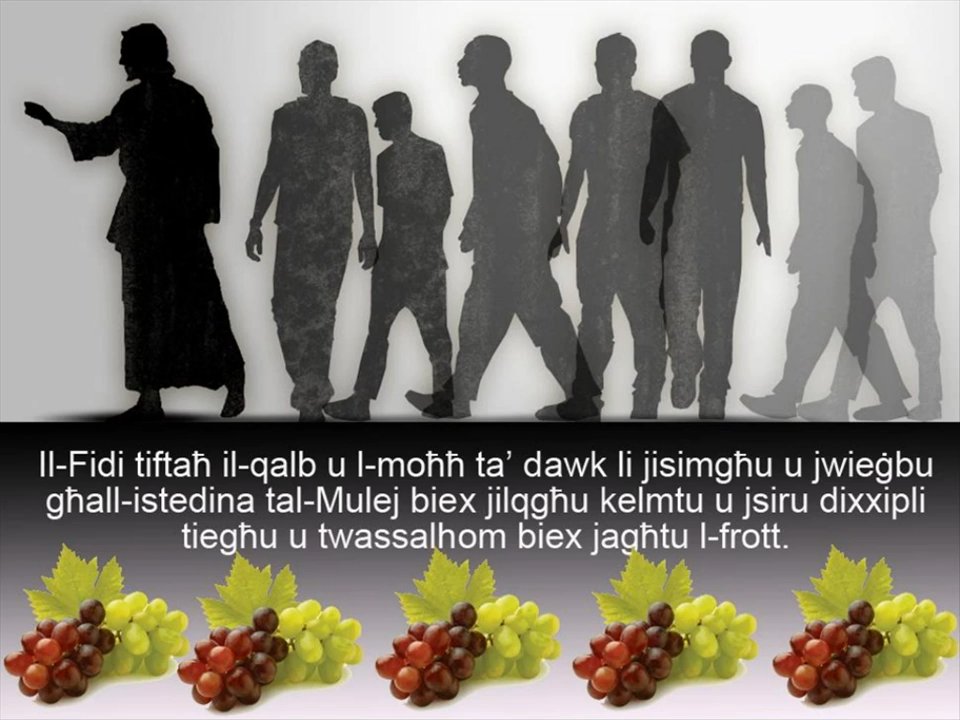 Il-Fidi tiftaħ il-qalb u l-moħħ ta’ dawk li jisimgħu u jwieġbu
għall-istedina tal-Mulej biex jilqgħu kelmtu u jsiru dixxipli
tiegħu u twassalhom biex jagħtu l-frott.